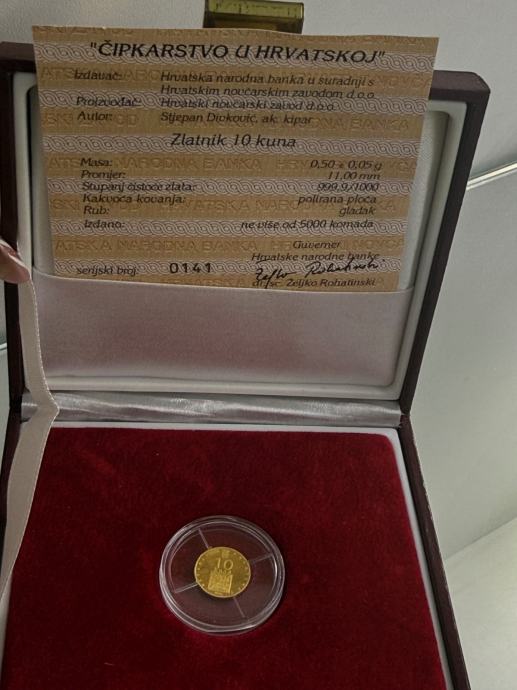 "ČIPKARSTVO U HRVATSKOJ"
Izdavač: Hrvatska narodna banka u suradnji s
Hrvatskim novčarskim zavodom d.o.o.
Proizvođač: Hrvatski novčarski zavod d.o.o.
Autor: Stjepan Divković, ak. kipar
Zlatnik 10 kuna
Masa: 0,50 ± 0,05 g
Promjer: 11,00 mm
Stupanj čistoće zlata: 999,9/1000
Kakvoća kovanja: polirana ploča
Rub: gladak
Izdano: ne više od 5000 komada
Guverner
Hrvatske narodne banke
serijski broj: 0141
dr. sc. Željko Rohatinski
10